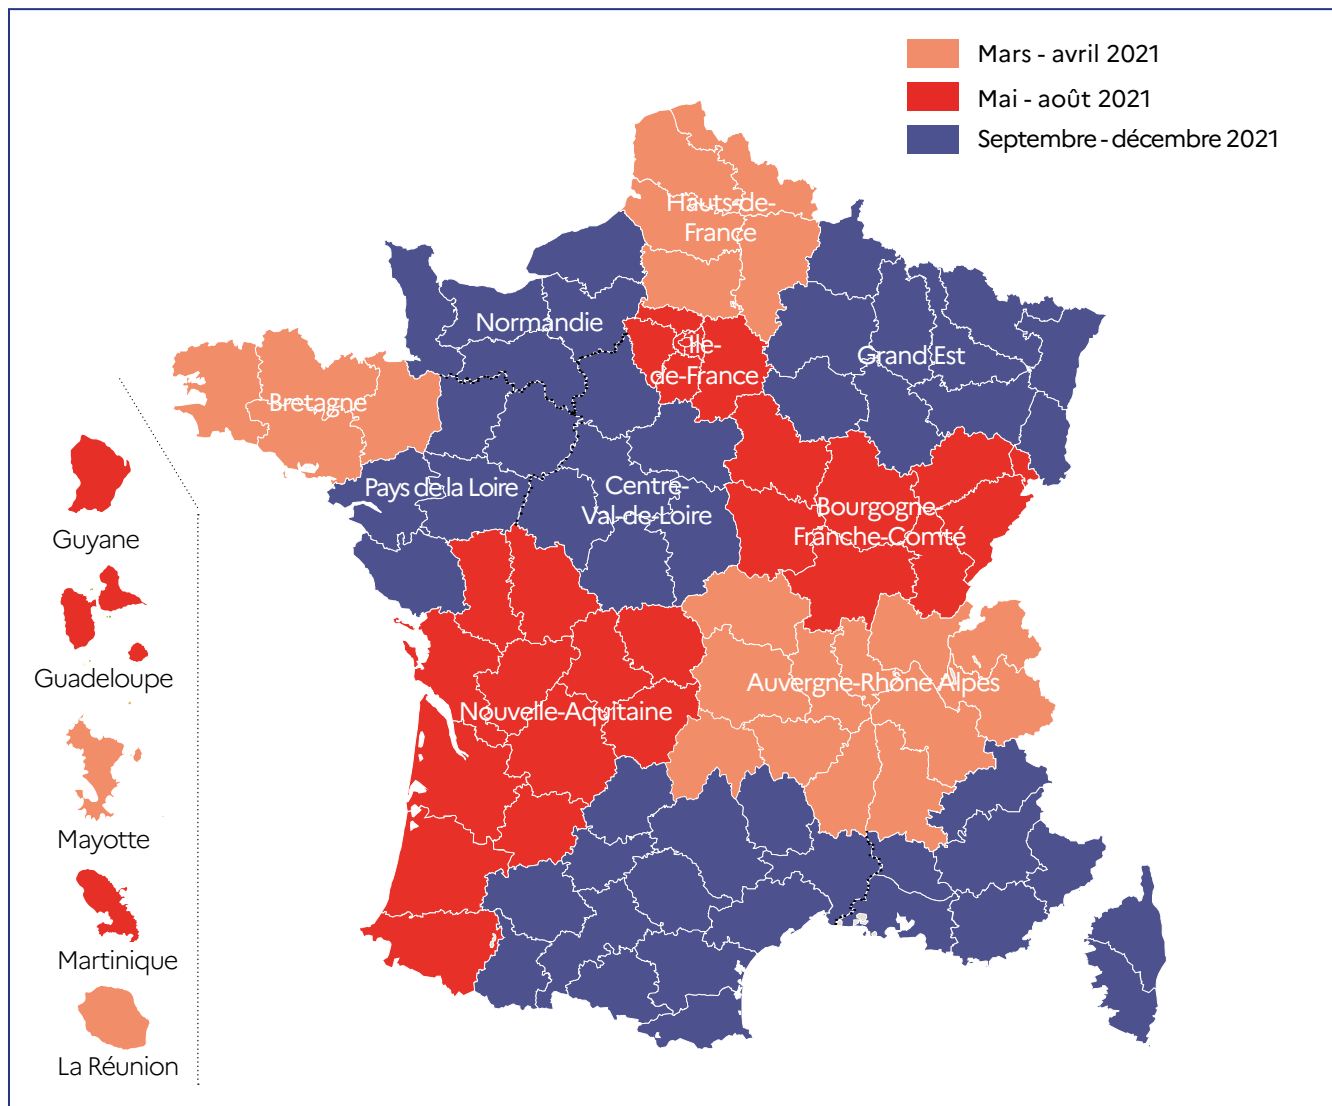 Mars - avril 2021
Mai - août 2021
Septembre - décembre 2021
Hauts-de-
France
Normandie
Ile-
de-France
Grand Est
Bretagne
Pays de la Loire
Centre-
Val-de-Loire
Bourgogne-
Franche-Comté
Auvergne-Rhône Alpes
Nouvelle-Aquitaine
Guyane
Guadeloupe
Mayotte
Martinique
La Réunion